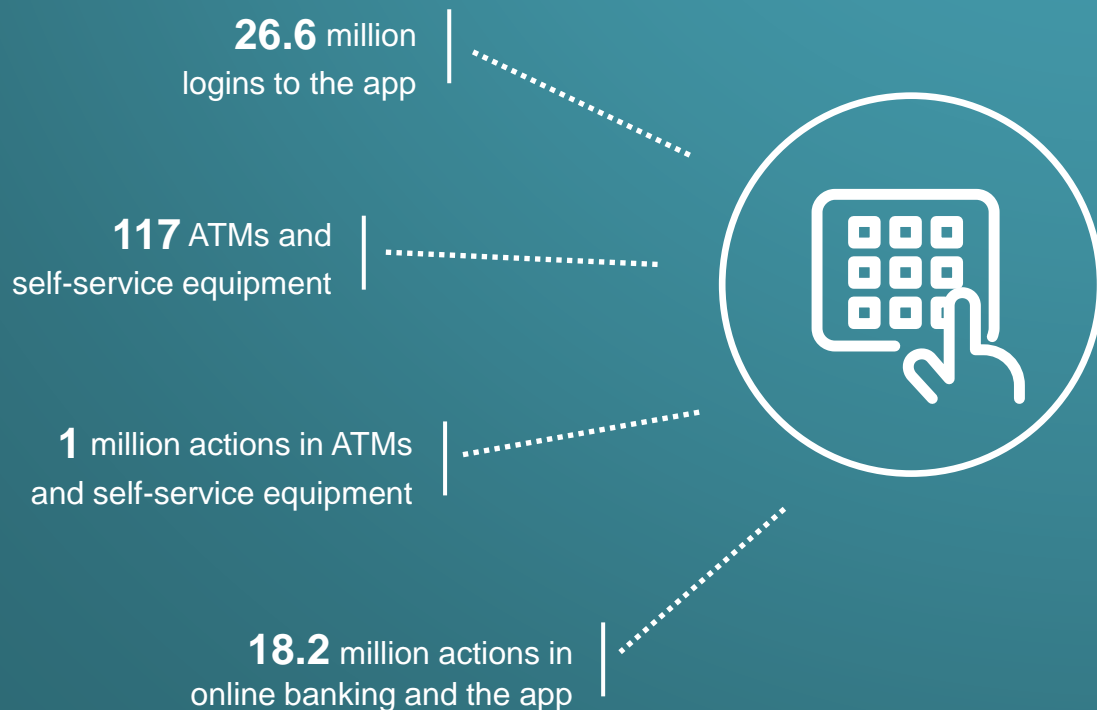 26.6 million
logins to the app
117 ATMs and
self-service equipment
1 million actions in ATMs
and self-service equipment
18.2 million actions in
online banking and the app